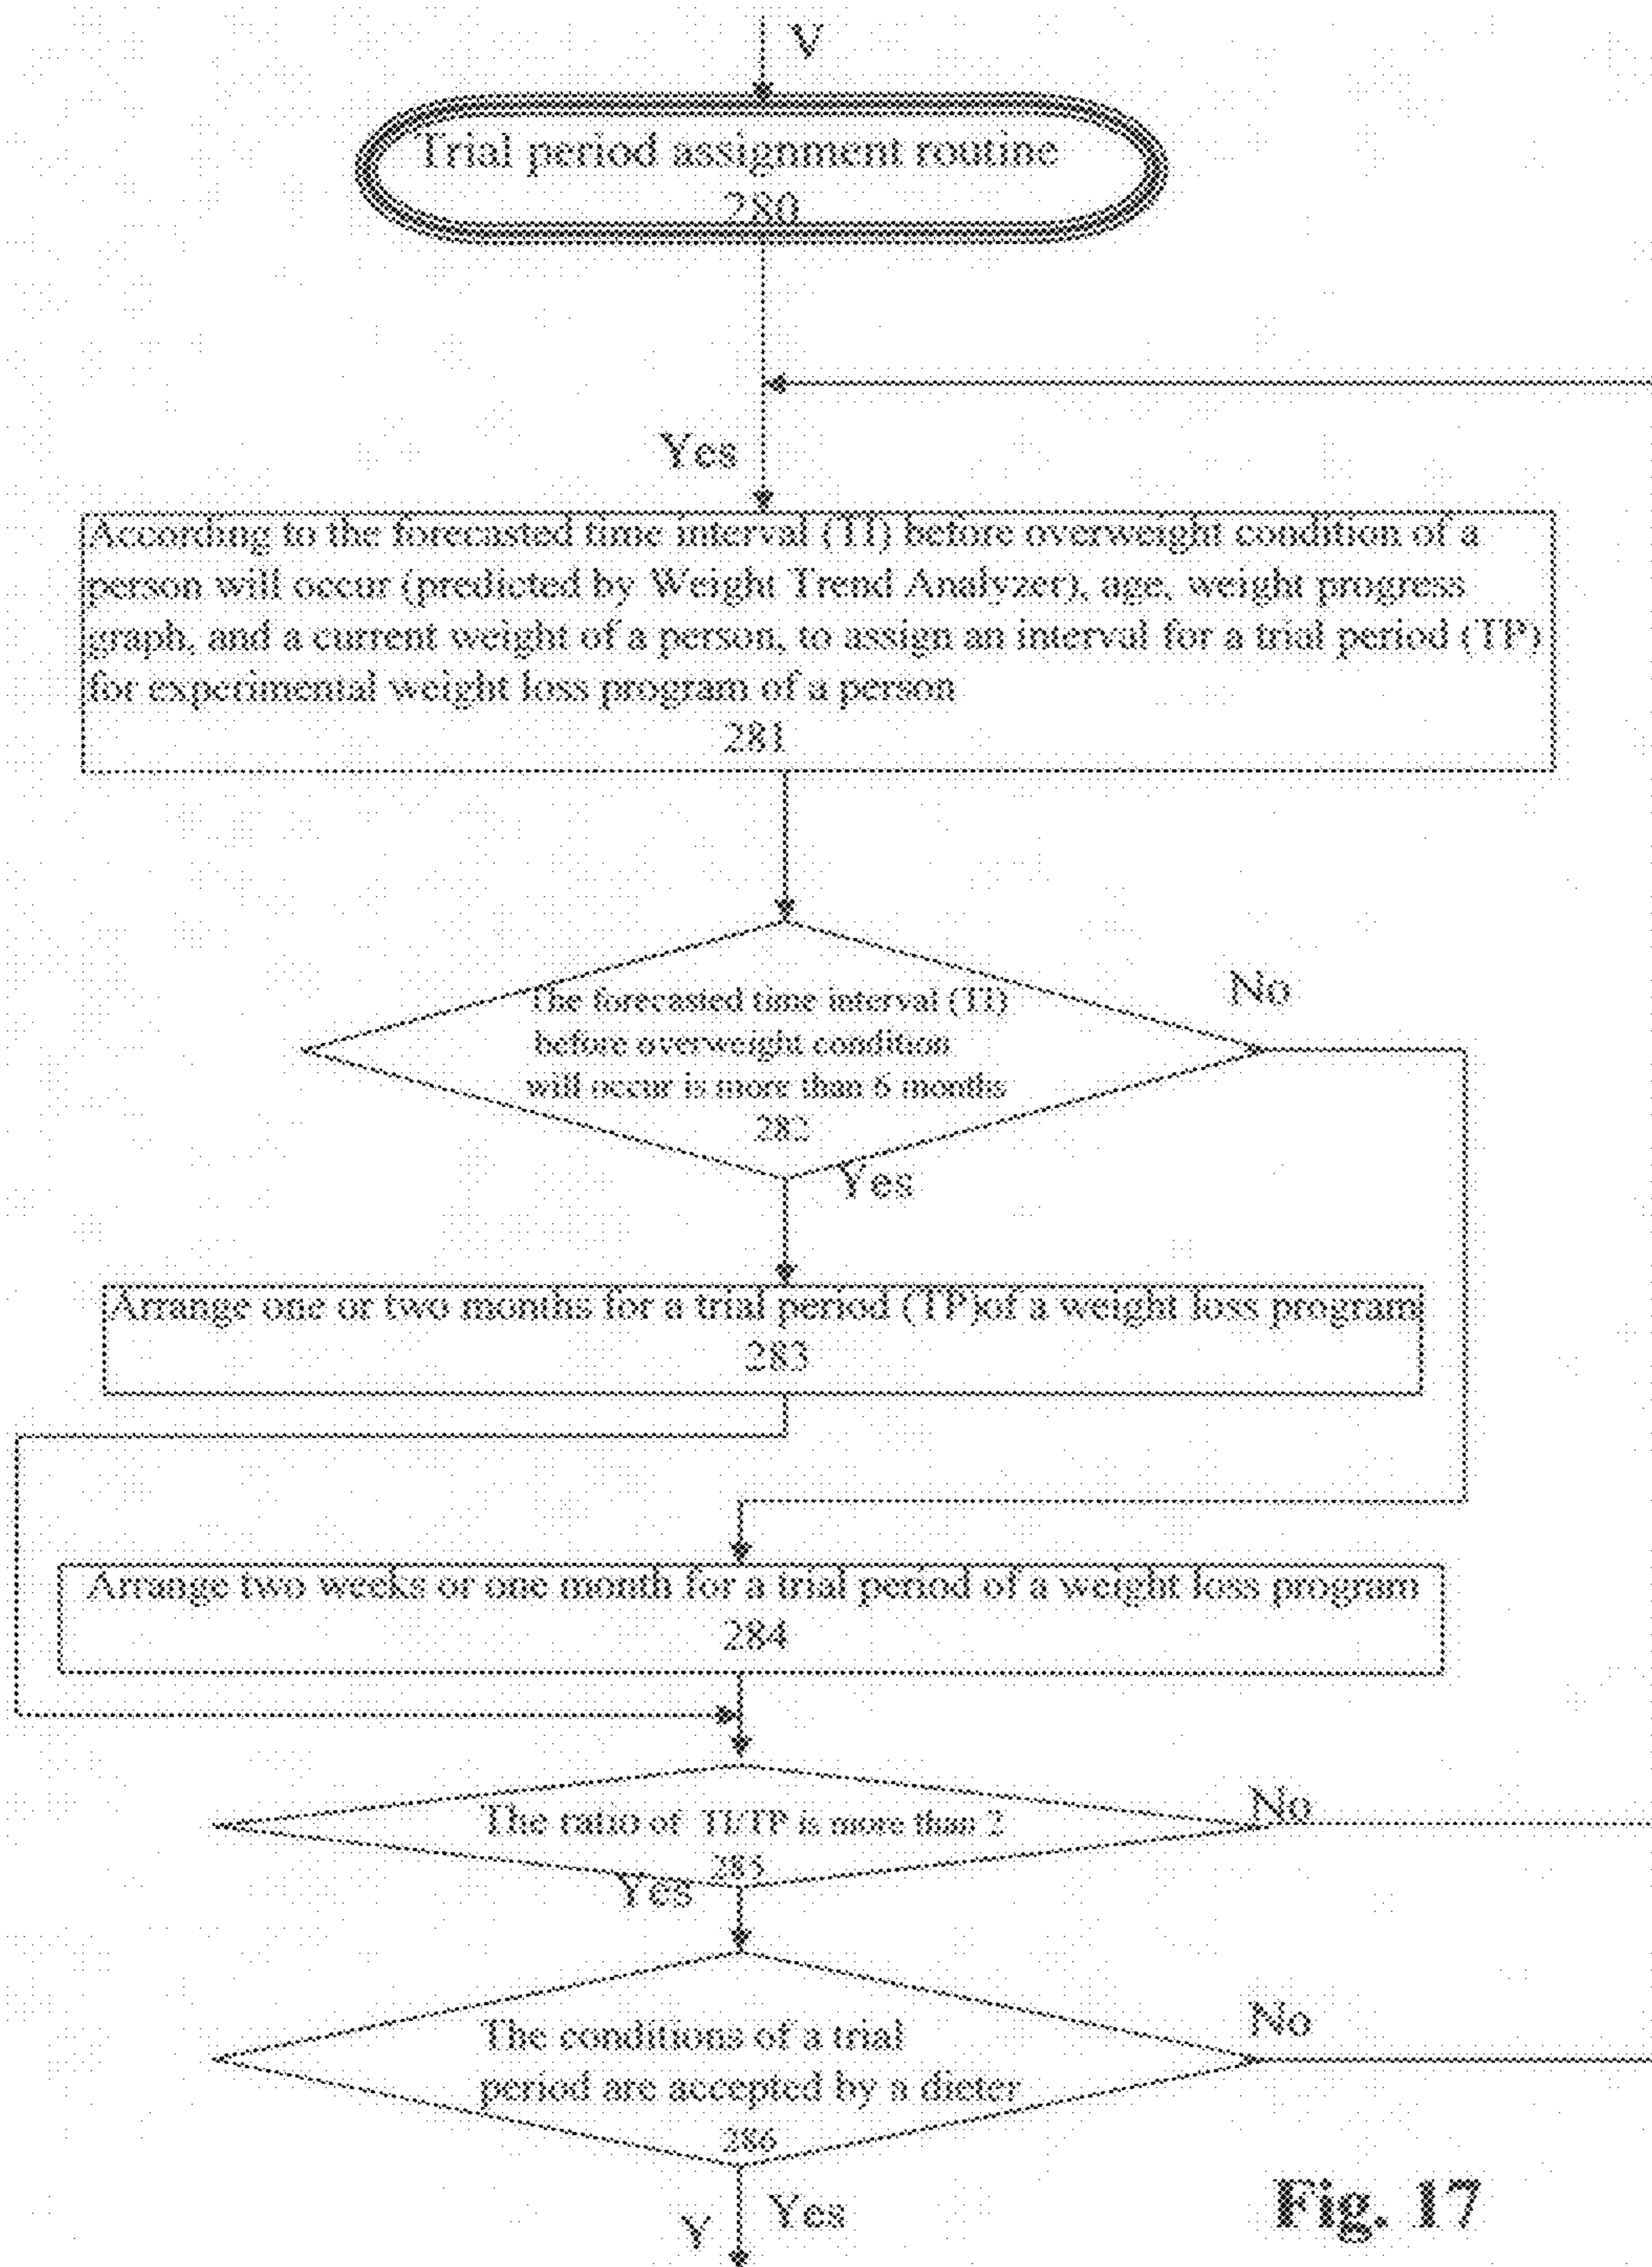 V
Trial period assignment routine
280
Yes
According to the forecasted time interval (TI) before overweight condition of a
person will occur (predicted by Weight Trend Analyzer), age, weight progress
graph, and a current weight of a person, to assign an interval for a trial period (TP)
for experimental weight loss program of a person
281
No
The forecasted time interval (TI)
before overweight condition
will occur is more than 6 months
282
Yes
Arrange one or two months for a trial period (TP)of a weight loss program
283
Arrange two weeks or one month for a trial period of a weight loss program
284
No
The ratio of TI/TP is more than 2
285
Yes
No
The conditions of a trial
period are accepted by a dieter
286
Y Yes
Fig. 17